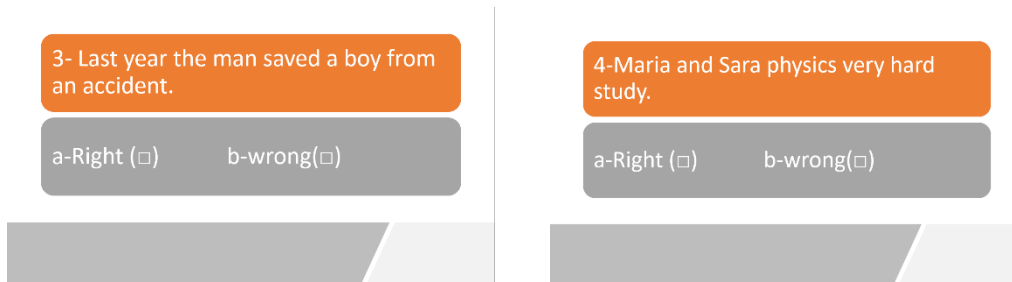 3- Last year the man saved a boy from
an accident.
a-Right (□) b-wrong(□)
4-Maria and Sara physics very hard
study.
a-Right (□) b-wrong(□)